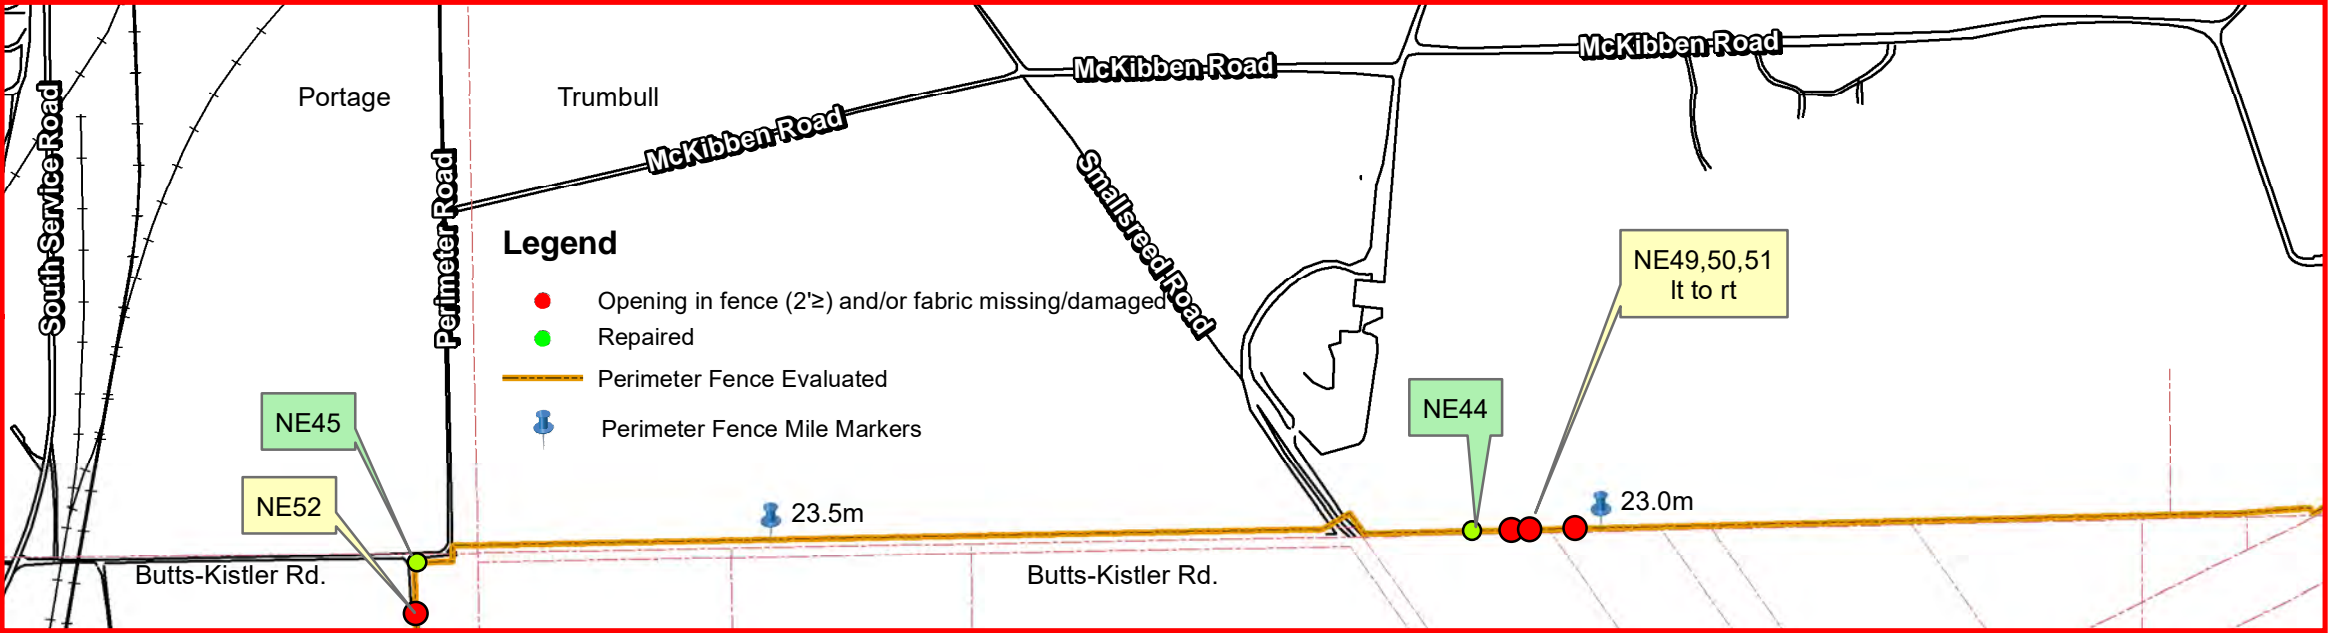 McKibben Road
McKibben Road
Portage
Trumbull
South Service Road
McKibben Road
Perimeter Road
Smallsreed Road
Legend
Opening in fence (2'≥) and/or fabric missing/damaged
Repaired
Perimeter Fence Evaluated
Perimeter Fence Mile Markers
NE49,50,51
lt to rt
NE45
NE44
NE52
23.5m
23.0m
Butts-Kistler Rd.
Butts-Kistler Rd.